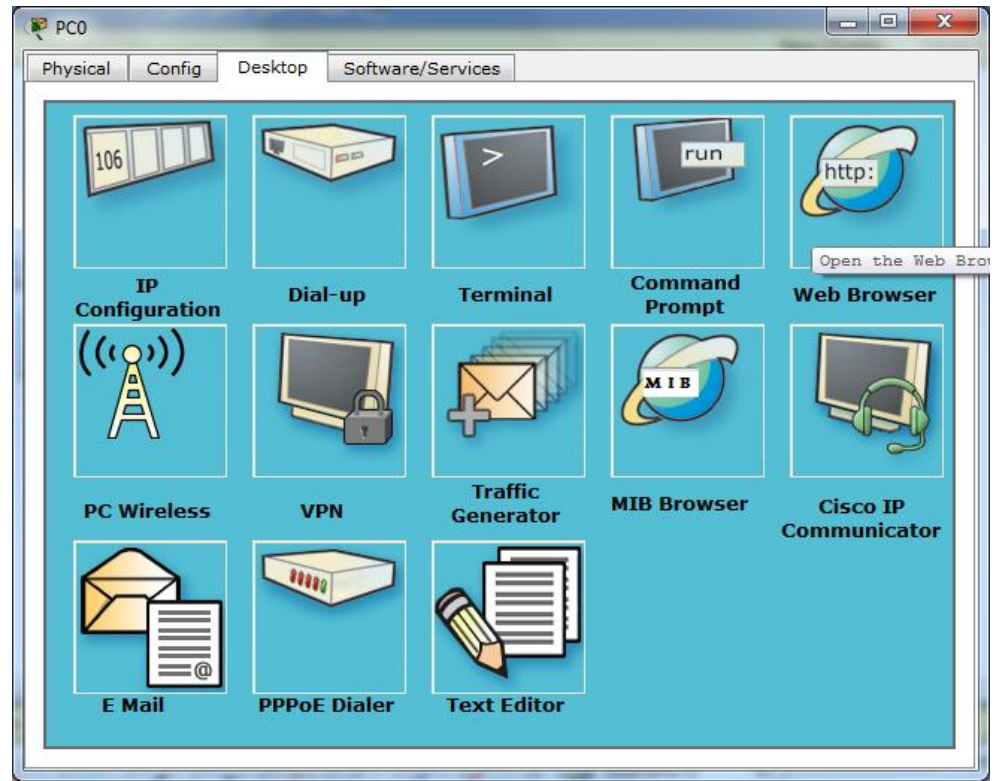 PC0
Physical
Config
Desktop
Software/Services
106
>
run
http:
Open the Web Brow
IP
Configuration
Dial-up
Terminal
Command
Prompt
Web Browser
MIB
PC Wireless
VPN
Traffic
Generator
MIB Browser
Cisco IP
Communicator
@
E Mail
PPPoE Dialer
Text Editor